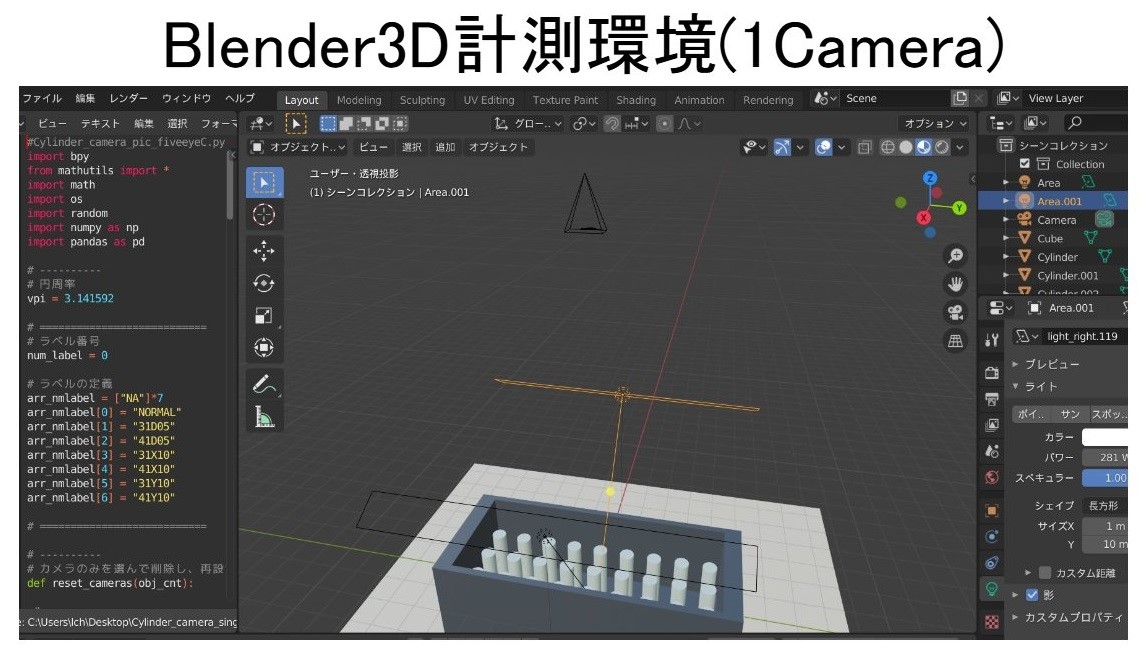 Blender3D計測環境(1Camera)
ファイル 編集 レンダー ウィンドウ ヘルプ Layout Modeling Sculpting UV Editing Texture Paint Shading Animation Rendering Scene View Layer
ビュー テキスト 編集 選択 フォーマ グロー.. オプション
#Cylinder_camera_pic_fiveeyeC.py
import bpy
from mathutils import *
import math
import os
import random
import numpy as np
import pandas as pd
# ----------
# 円周率
vpi = 3.141592
# ==========================
# ラベル番号
num_label = 0
# ラベルの定義
arr_nmlabel = ["NA"]*7
arr_nmlabel[0] = "NORMAL"
arr_nmlabel[1] = "31D05"
arr_nmlabel[2] = "41D05"
arr_nmlabel[3] = "31X10"
arr_nmlabel[4] = "41X10"
arr_nmlabel[5] = "31Y10"
arr_nmlabel[6] = "41Y10"
# ==========================
# ----------
# カメラのみを選んで削除し、再設
def reset_cameras(obj_cnt):
e: C:\Users\Ich\Desktop\Cylinder_camera_sing
オブジェクト.. ビュー 選択 追加 オブジェクト
ユーザー・透視投影
(1) シーンコレクション | Area.001
Z
Y
X
シーンコレクション
Collection
Area
Area.001
Camera
Cube
Cylinder
Cylinder.001
Cylinder.002
Area.001
light_right.119
プレビュー
ライト
ポイ.. サン スポッ..
カラー
パワー 281 W
スペキュラー 1.00
シェイプ 長方形
サイズX 1 m
Y 10 m
カスタム距離
影
カスタムプロパティ